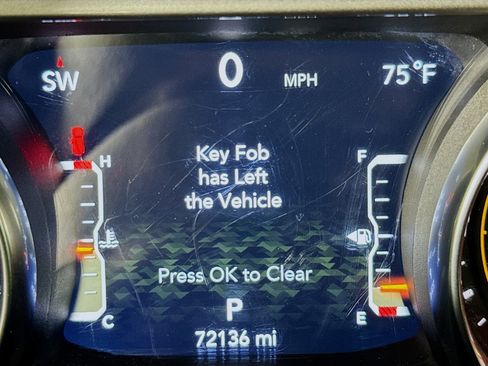 SW 0 MPH 75°F
H F
Key Fob
has Left
the Vehicle
Press OK to Clear
C P E
72136 mi